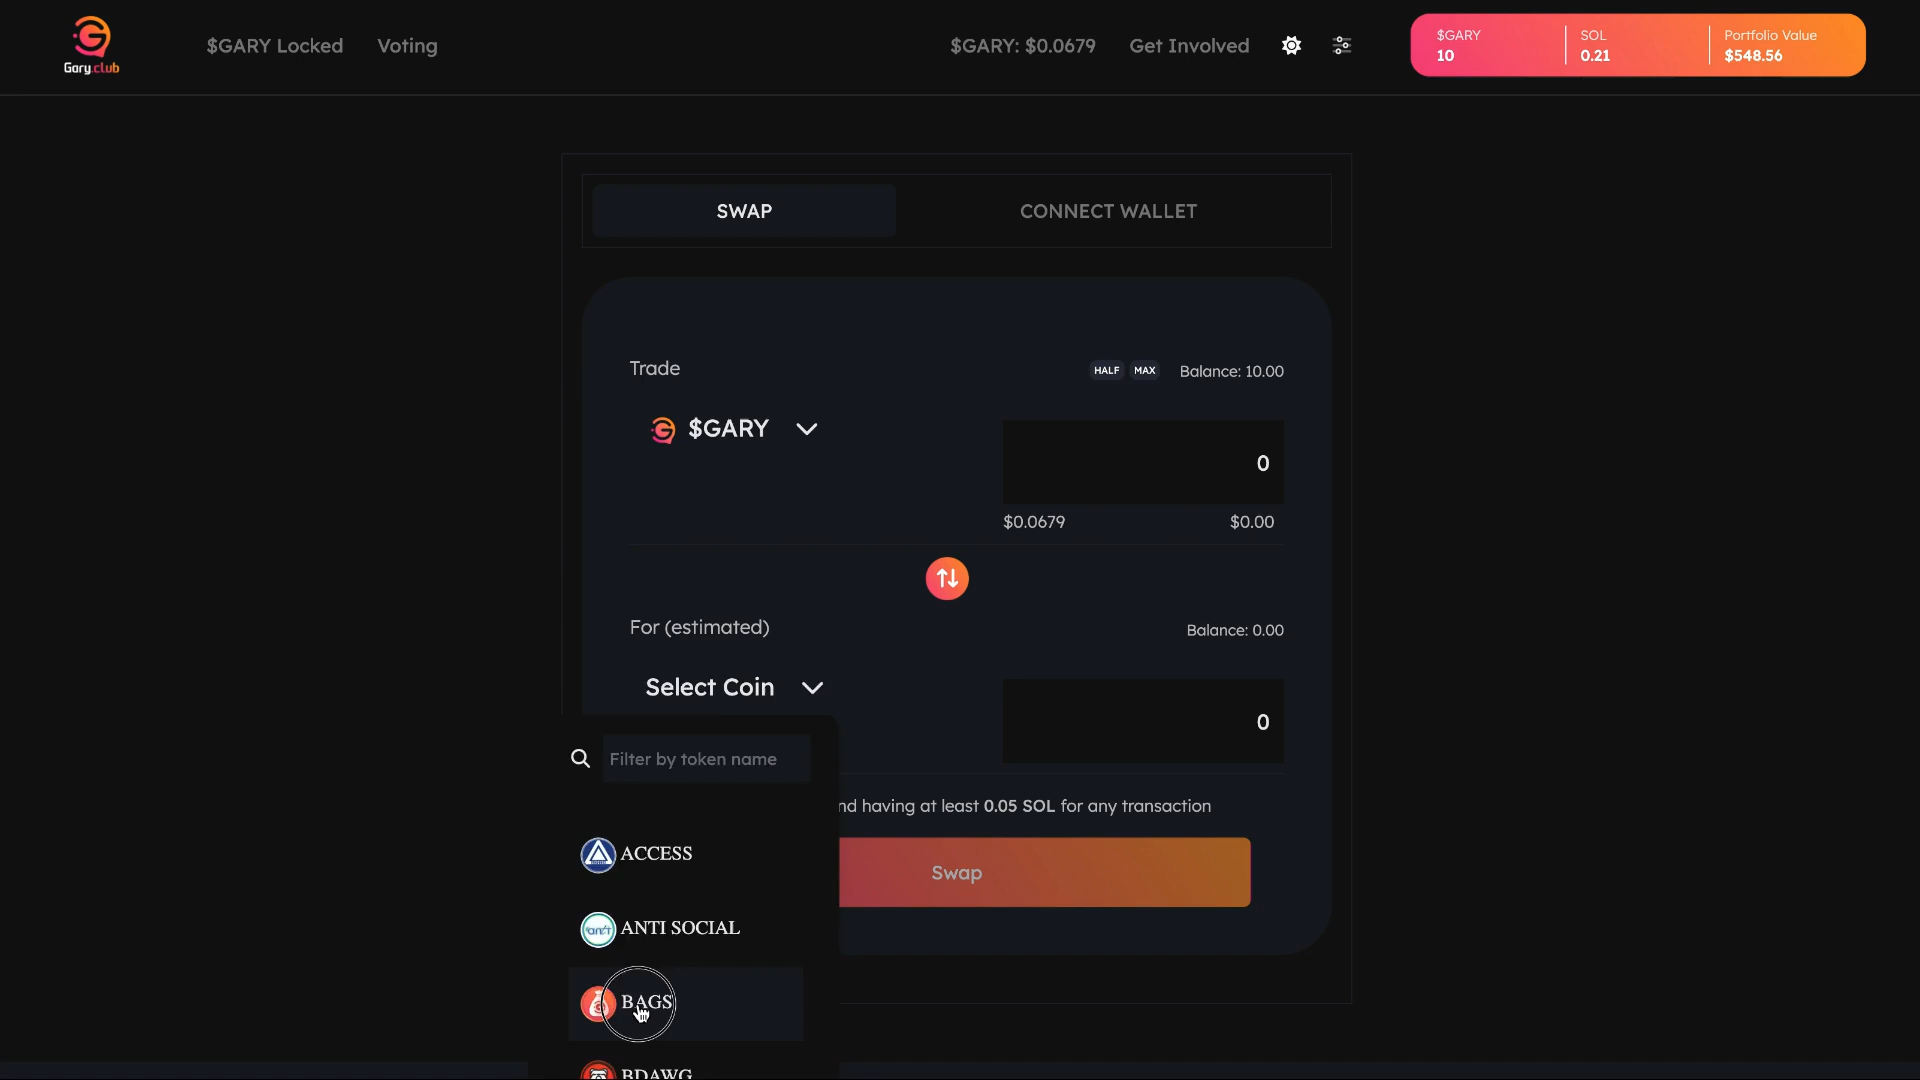 Gary.club
$GARY Locked
Voting
$GARY: $0.0679
Get Involved
$GARY
10
SOL
0.21
Portfolio Value
$548.56
SWAP
CONNECT WALLET
Trade
HALF
MAX
Balance: 10.00
$GARY
0
$0.0679
$0.00
For (estimated)
Balance: 0.00
Select Coin
0
Filter by token name
nd having at least 0.05 SOL for any transaction
ACCESS
Swap
anti
ANTI SOCIAL
BAGS
BDAWG